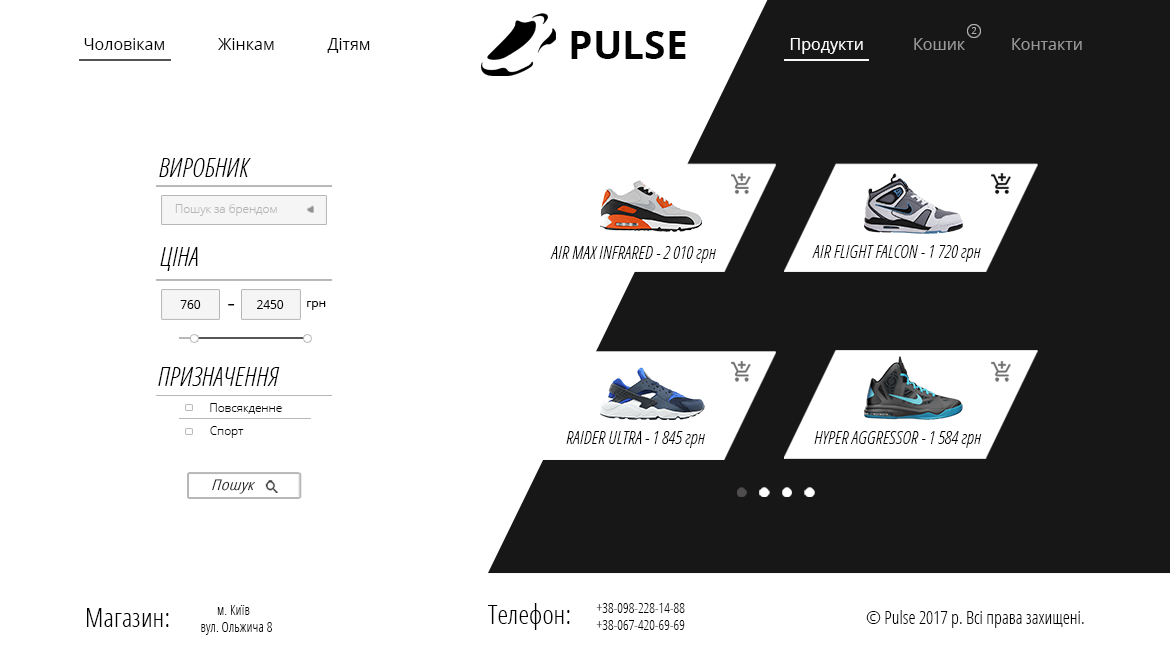 Чоловікам
Жінкам
Дітям
PULSE
Продукти
Кошик
2
Контакти
ВИРОБНИК
Пошук за брендом
ЦІНА
760 – 2450 грн
ПРИЗНАЧЕННЯ
Повсякденне
Спорт
Пошук
AIR MAX INFRARED - 2 010 грн
AIR FLIGHT FALCON - 1 720 грн
RAIDER ULTRA - 1 845 грн
HYPER AGGRESSOR - 1 584 грн
Магазин:
м. Київ
вул. Ольжича 8
Телефон:
+38-098-228-14-88
+38-067-420-69-69
© Pulse 2017 р. Всі права захищені.